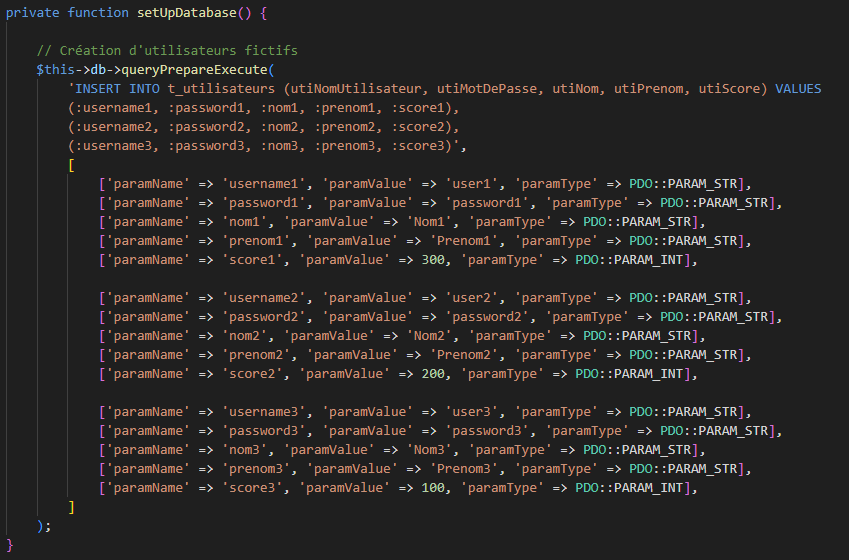 private function setUpDatabase() {
// Création d'utilisateurs fictifs
$this->db->queryPrepareExecute(
'INSERT INTO t_utilisateurs (utiNomUtilisateur, utiMotDePasse, utiNom, utiPrenom, utiScore) VALUES
(:username1, :password1, :nom1, :prenom1, :score1),
(:username2, :password2, :nom2, :prenom2, :score2),
(:username3, :password3, :nom3, :prenom3, :score3)',
[
['paramName' => 'username1', 'paramValue' => 'user1', 'paramType' => PDO::PARAM_STR],
['paramName' => 'password1', 'paramValue' => 'password1', 'paramType' => PDO::PARAM_STR],
['paramName' => 'nom1', 'paramValue' => 'Nom1', 'paramType' => PDO::PARAM_STR],
['paramName' => 'prenom1', 'paramValue' => 'Prenom1', 'paramType' => PDO::PARAM_STR],
['paramName' => 'score1', 'paramValue' => 300, 'paramType' => PDO::PARAM_INT],
['paramName' => 'username2', 'paramValue' => 'user2', 'paramType' => PDO::PARAM_STR],
['paramName' => 'password2', 'paramValue' => 'password2', 'paramType' => PDO::PARAM_STR],
['paramName' => 'nom2', 'paramValue' => 'Nom2', 'paramType' => PDO::PARAM_STR],
['paramName' => 'prenom2', 'paramValue' => 'Prenom2', 'paramType' => PDO::PARAM_STR],
['paramName' => 'score2', 'paramValue' => 200, 'paramType' => PDO::PARAM_INT],
['paramName' => 'username3', 'paramValue' => 'user3', 'paramType' => PDO::PARAM_STR],
['paramName' => 'password3', 'paramValue' => 'password3', 'paramType' => PDO::PARAM_STR],
['paramName' => 'nom3', 'paramValue' => 'Nom3', 'paramType' => PDO::PARAM_STR],
['paramName' => 'prenom3', 'paramValue' => 'Prenom3', 'paramType' => PDO::PARAM_STR],
['paramName' => 'score3', 'paramValue' => 100, 'paramType' => PDO::PARAM_INT],
]
);
}